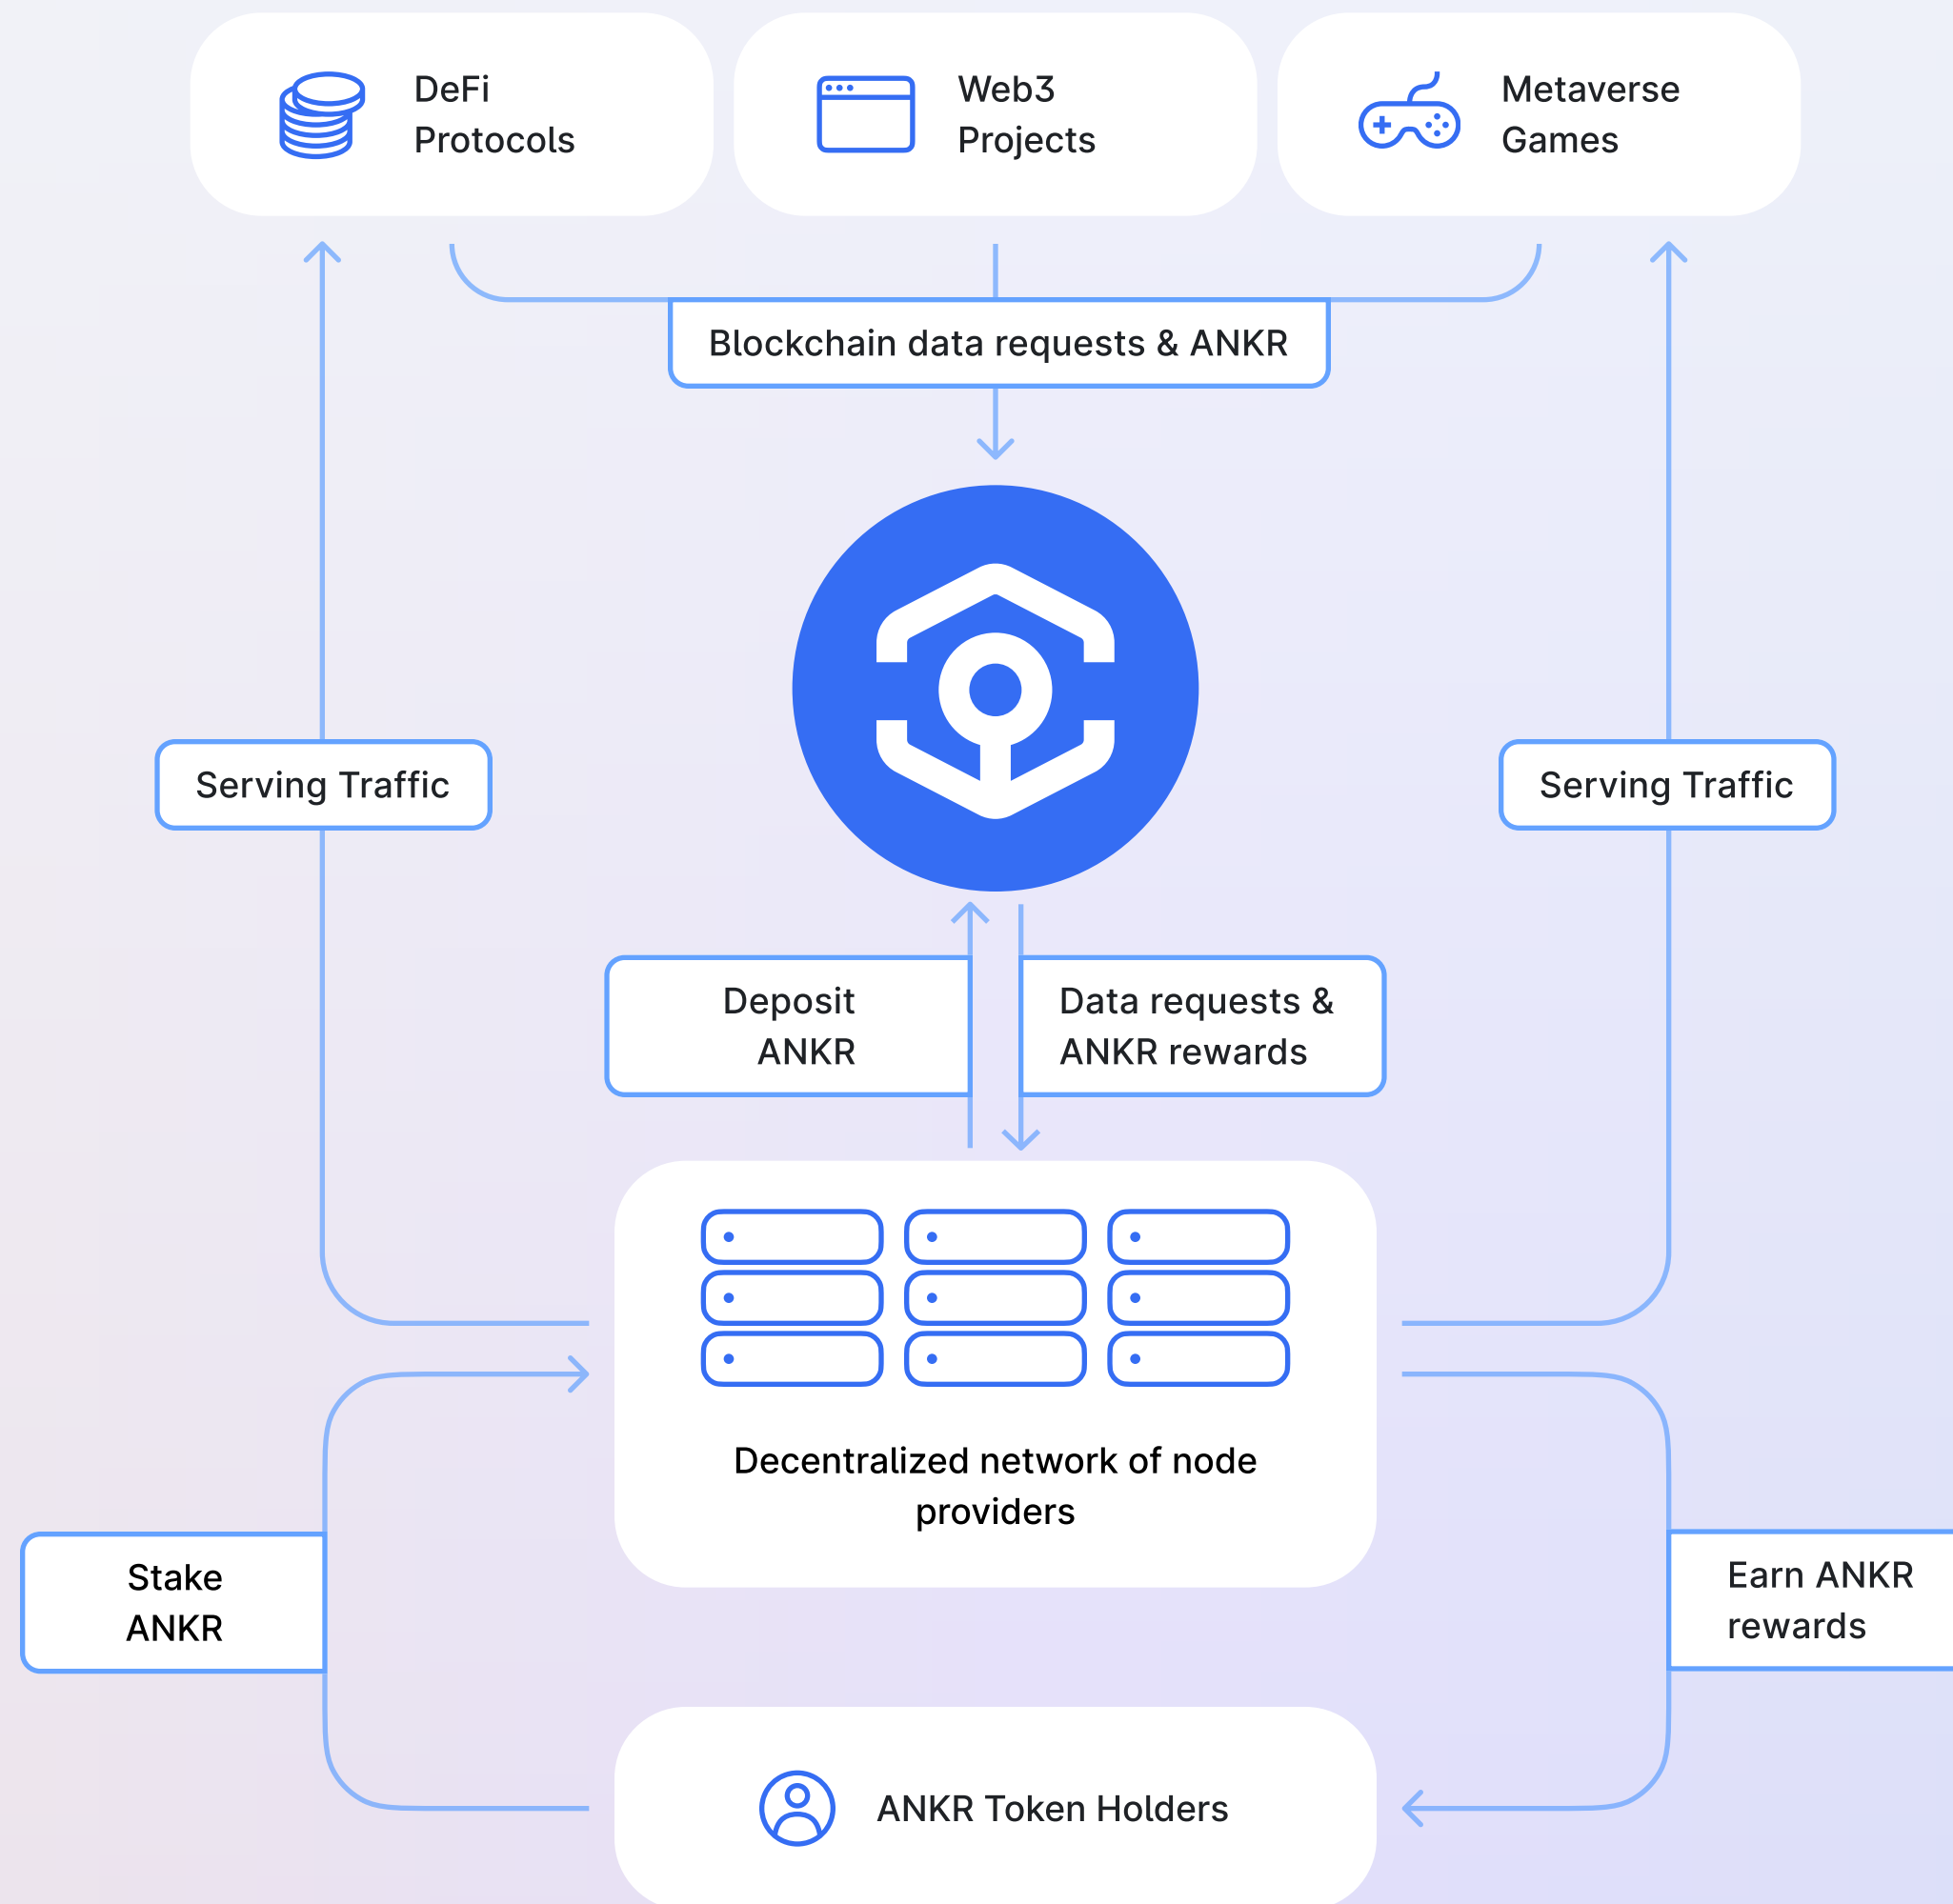 DeFi
Protocols
Web3
Projects
Metaverse
Games
Blockchain data requests & ANKR
Serving Traffic
Serving Traffic
Deposit
ANKR
Data requests &
ANKR rewards
Decentralized network of node
providers
Stake
ANKR
Earn ANKR
rewards
ANKR Token Holders